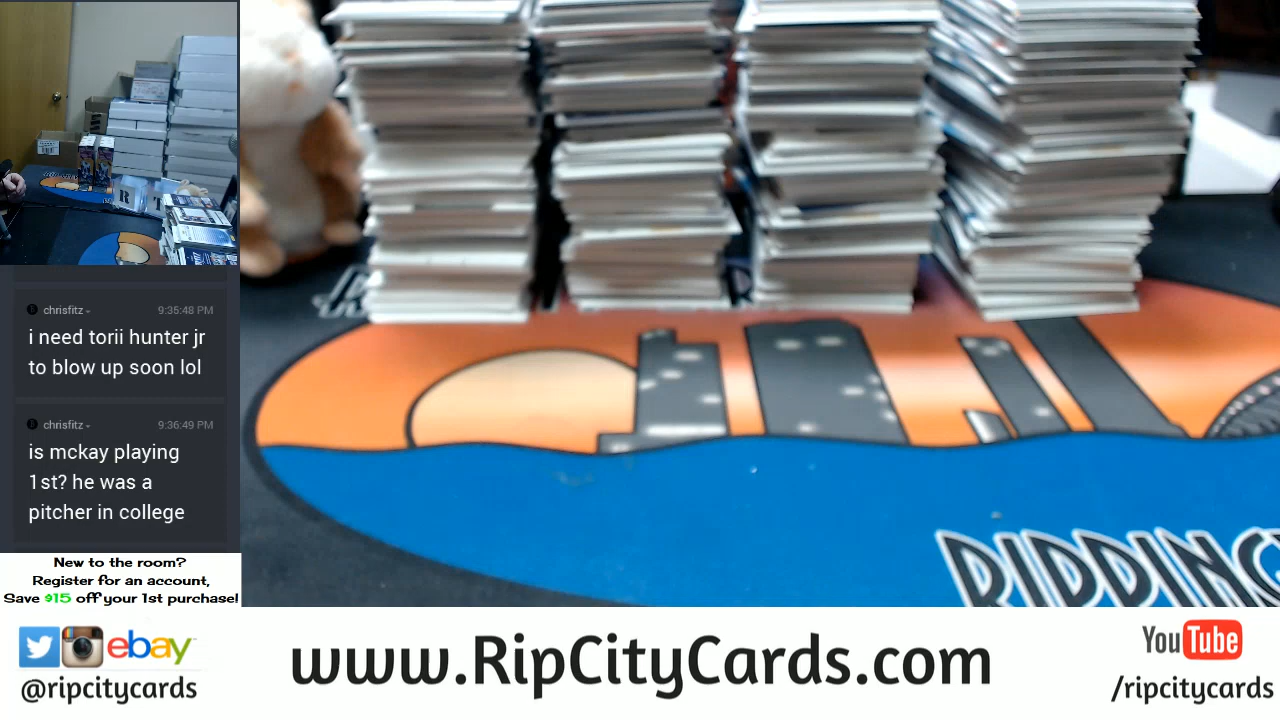 chrisfitz
9:35:48 PM
i need torii hunter jr
to blow up soon lol
chrisfitz
9:36:49 PM
is mckay playing
1st? he was a
pitcher in college
New to the room?
Register for an account,
Save $15 off your 1st purchase!
RIPPING
ebay
@ripcitycards
www.RipCityCards.com
YouTube
/ripcitycards